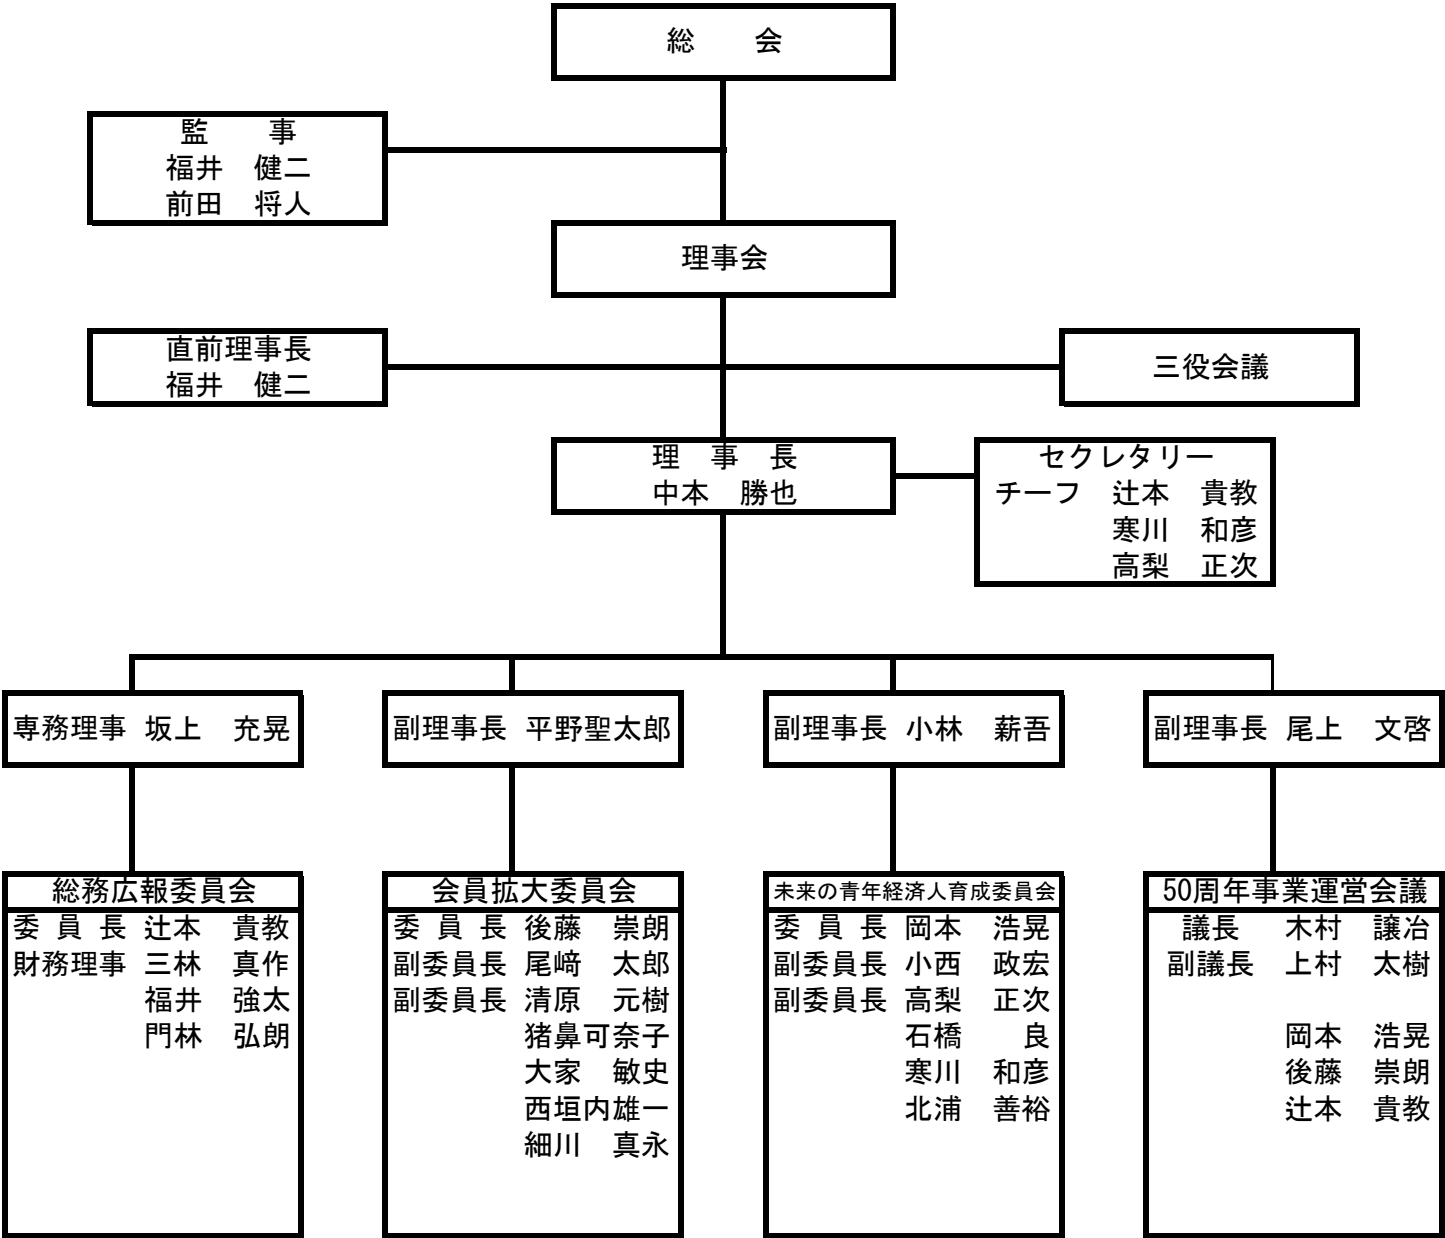 総　　会
監　　事
福井　健二
前田　将人
理事会
直前理事長
福井　健二
三役会議
理　事　長
中本　勝也
セクレタリー
チーフ　辻本　貴教
寒川　和彦
高梨　正次
専務理事 坂上　充晃
副理事長 平野聖太郎
副理事長 小林　薪吾
副理事長 尾上　文啓
総務広報委員会
委 員 長 辻本　貴教
財務理事 三林　真作
福井　強太
門林　弘朗
会員拡大委員会
委 員 長 後藤　崇朗
副委員長 尾﨑　太郎
副委員長 清原　元樹
猪鼻可奈子
大家　敏史
西垣内雄一
細川　真永
未来の青年経済人育成委員会
委 員 長 岡本　浩晃
副委員長 小西　政宏
副委員長 高梨　正次
石橋　　良
寒川　和彦
北浦　善裕
50周年事業運営会議
議長　木村　譲冶
副議長　上村　太樹
岡本　浩晃
後藤　崇朗
辻本　貴教